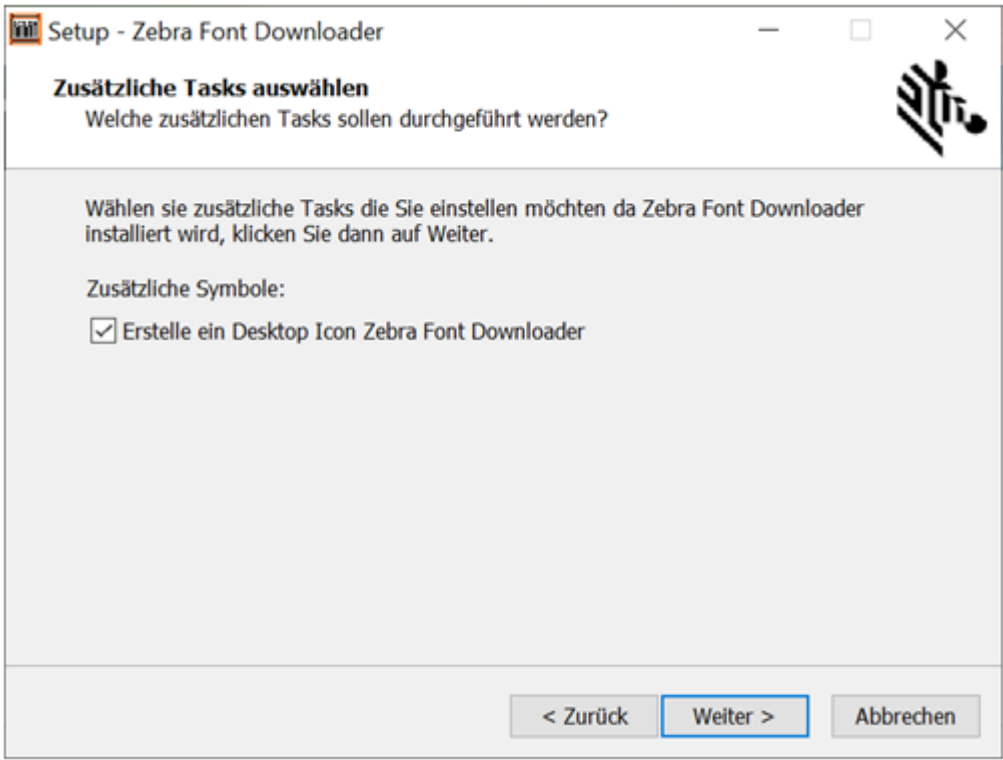 Setup - Zebra Font Downloader
Zusätzliche Tasks auswählen
Welche zusätzlichen Tasks sollen durchgeführt werden?
Wählen sie zusätzliche Tasks die Sie einstellen möchten da Zebra Font Downloader
installiert wird, klicken Sie dann auf Weiter.
Zusätzliche Symbole:
Erstelle ein Desktop Icon Zebra Font Downloader
< Zurück
Weiter >
Abbrechen